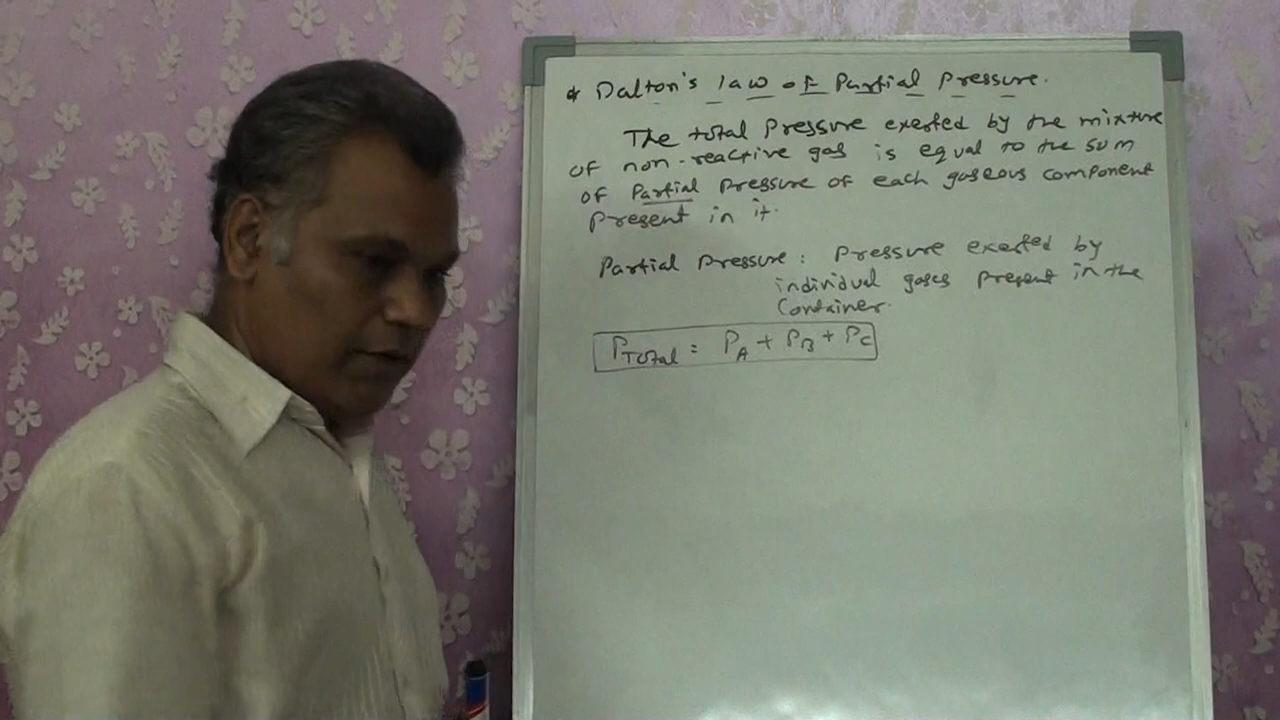 * Dalton's law of Partial Pressure.
The total Pressure exerted by the mixture
of non-reactive gas is equal to the sum
of Partial Pressure of each gaseous component
Present in it.
Partial Pressure : Pressure exerted by
individual gases present in the
Container.
PTotal = PA + PB + PC